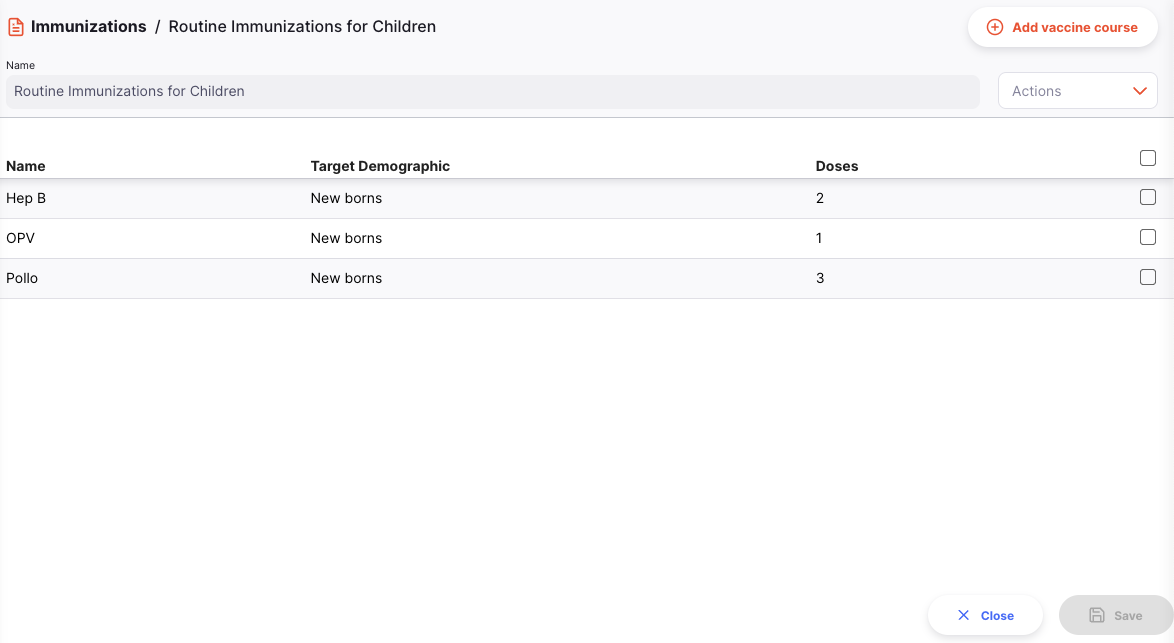 Immunizations / Routine Immunizations for Children
Add vaccine course
Name
Routine Immunizations for Children
Actions
Name Target Demographic Doses
Hep B New borns 2
OPV New borns 1
Pollo New borns 3
Close
Save